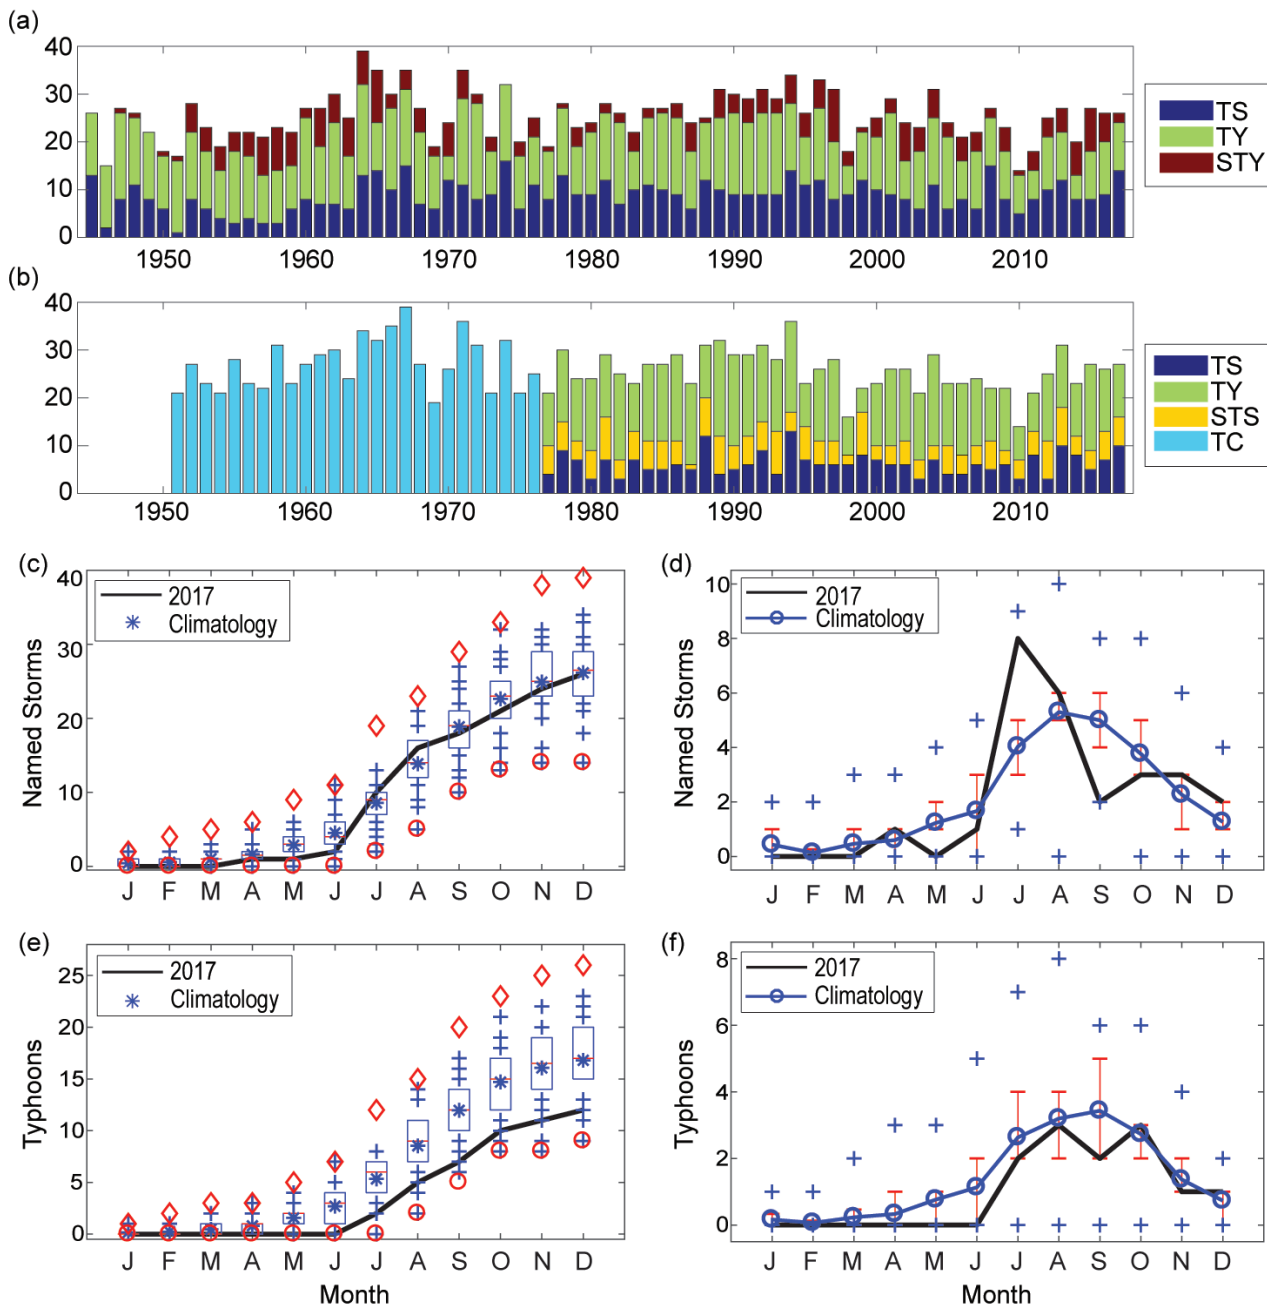 (a)
40
30
20
10
0
1950 1960 1970 1980 1990 2000 2010
TS
TY
STY
(b)
40
30
20
10
0
1950 1960 1970 1980 1990 2000 2010
TS
TY
STS
TC
(c)
Named Storms
40
30
20
10
0
2017
Climatology
J F M A M J J A S O N D
(d)
Named Storms
10
8
6
4
2
0
2017
Climatology
J F M A M J J A S O N D
(e)
Typhoons
25
20
15
10
5
0
2017
Climatology
J F M A M J J A S O N D
Month
(f)
Typhoons
8
6
4
2
0
2017
Climatology
J F M A M J J A S O N D
Month